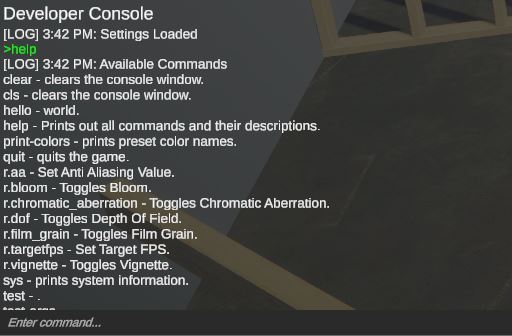 Developer Console
[LOG] 3:42 PM: Settings Loaded
>help
[LOG] 3:42 PM: Available Commands
clear - clears the console window.
cls - clears the console window.
hello - world.
help - Prints out all commands and their descriptions.
print-colors - prints preset color names.
quit - quits the game.
r.aa - Set Anti Aliasing Value.
r.bloom - Toggles Bloom.
r.chromatic_aberration - Toggles Chromatic Aberration.
r.dof - Toggles Depth Of Field.
r.film_grain - Toggles Film Grain.
r.targetfps - Set Target FPS.
r.vignette - Toggles Vignette.
sys - prints system information.
test - .
Enter command...